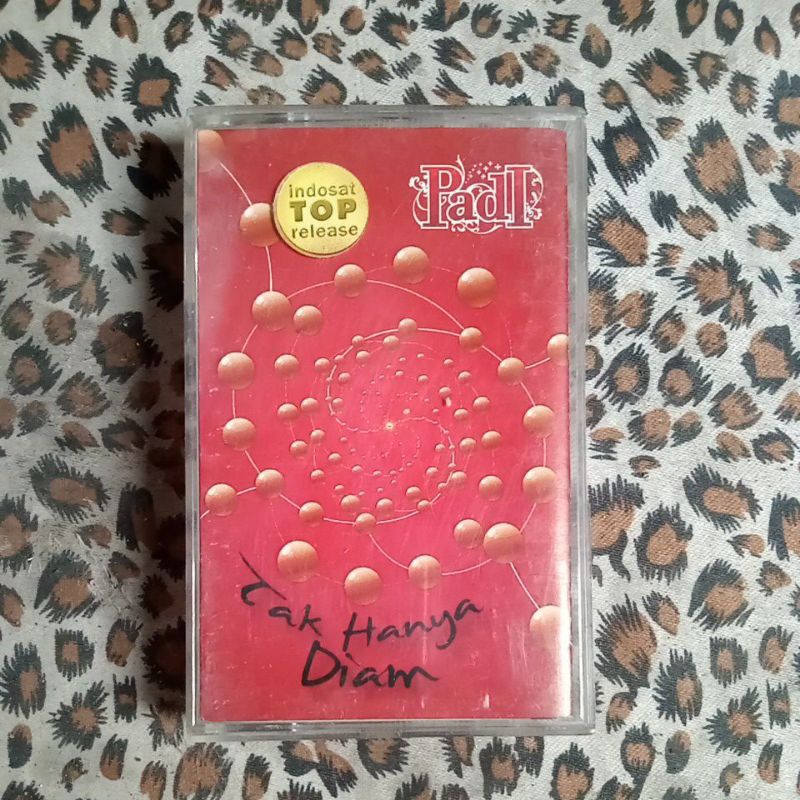 indosat
TOP
release
PadI
Tak Hanya
Diam